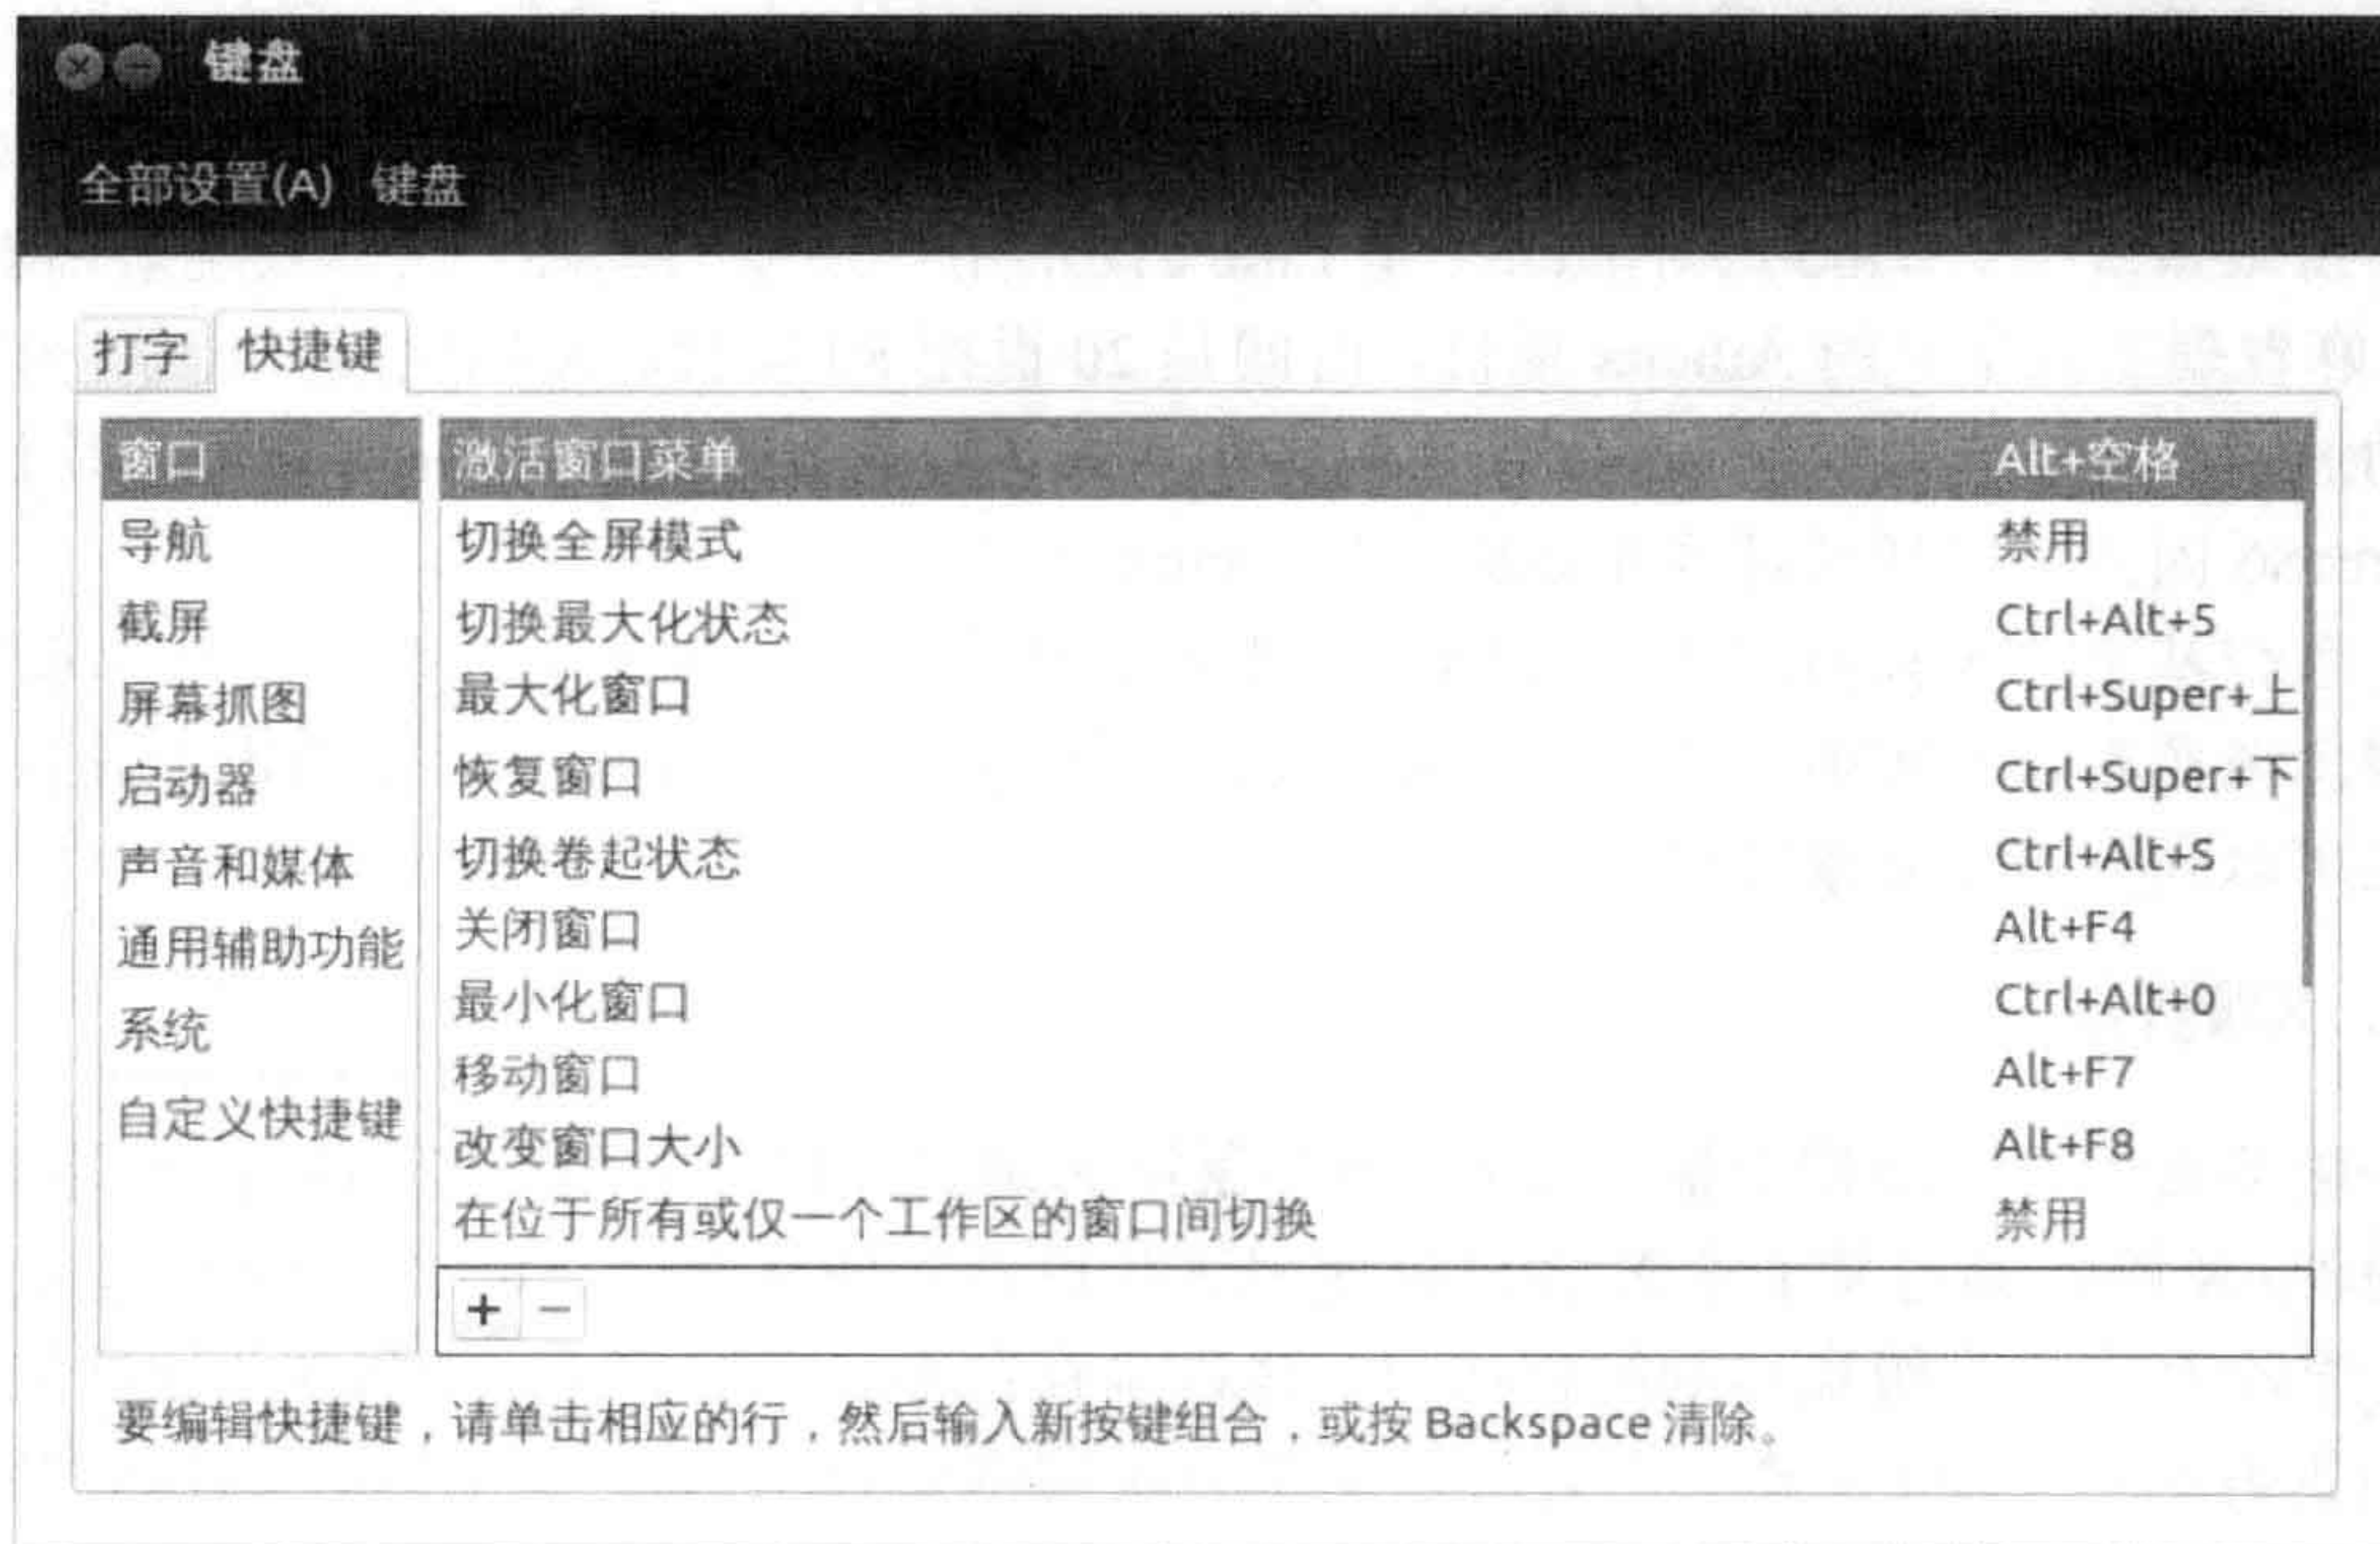 键盘
全部设置(A) 键盘
打字 快捷键
窗口
导航
截屏
屏幕抓图
启动器
声音和媒体
通用辅助功能
系统
自定义快捷键
激活窗口菜单 Alt+空格
切换全屏模式 禁用
切换最大化状态 Ctrl+Alt+5
最大化窗口 Ctrl+Super+上
恢复窗口 Ctrl+Super+下
切换卷起状态 Ctrl+Alt+S
关闭窗口 Alt+F4
最小化窗口 Ctrl+Alt+0
移动窗口 Alt+F7
改变窗口大小 Alt+F8
在位于所有或仅一个工作区的窗口间切换 禁用
+ −
要编辑快捷键，请单击相应的行，然后输入新按键组合，或按 Backspace 清除。